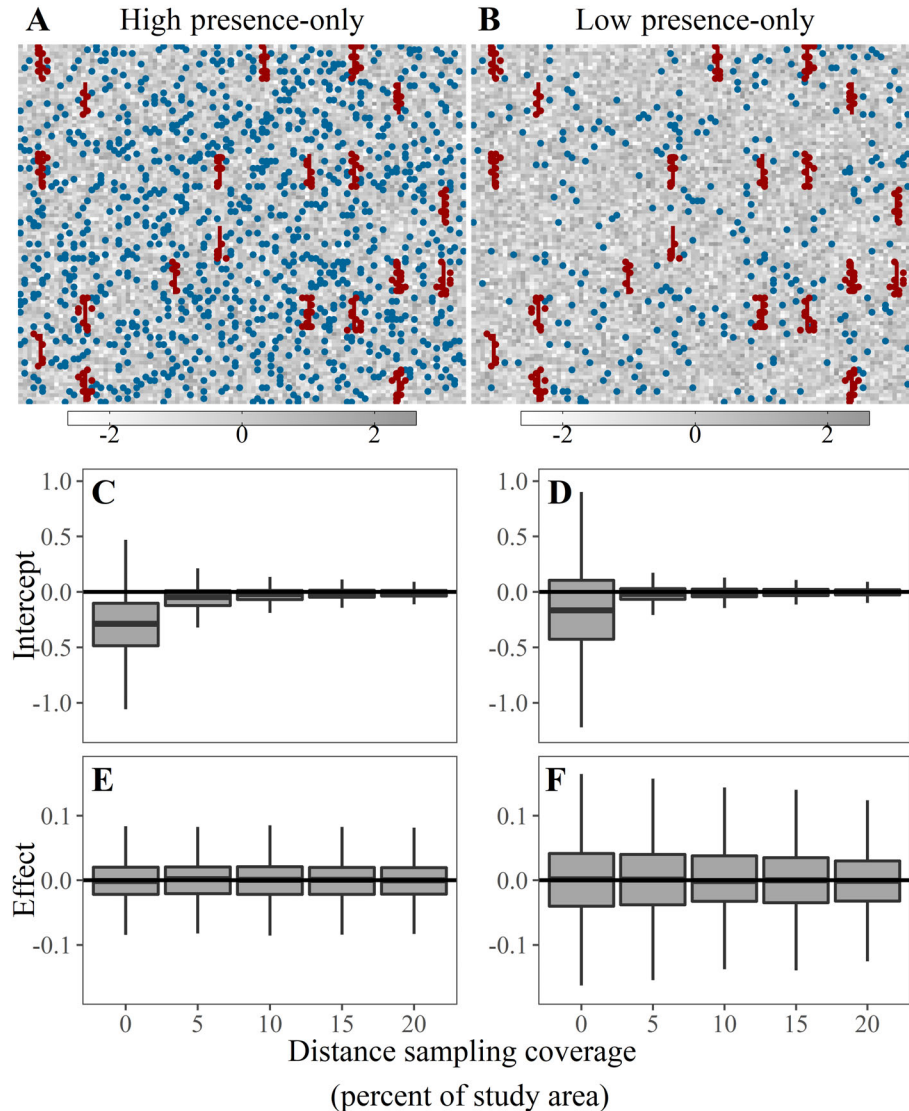 A High presence-only
B Low presence-only
-2 0 2
-2 0 2
C
1.0
0.5
0.0
-0.5
-1.0
Intercept
D
1.0
0.5
0.0
-0.5
-1.0
E
0.1
0.0
-0.1
Effect
F
0.1
0.0
-0.1
0 5 10 15 20
0 5 10 15 20
Distance sampling coverage
(percent of study area)